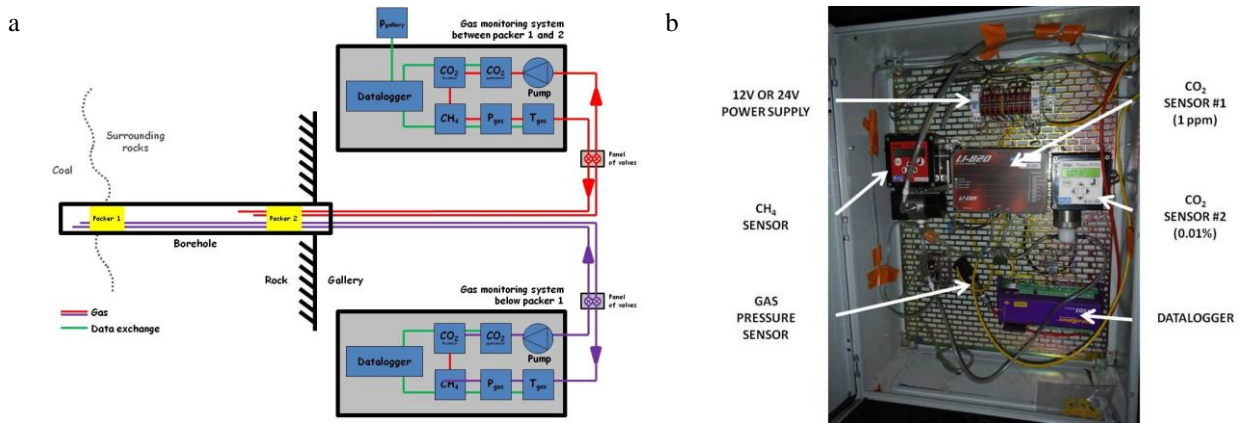 a
b
P gallery
Gas monitoring system
between packer 1 and 2
CO2
CO2
Pump
Datalogger
CH4
Pgas
Tgas
Panel
of valves
Surrounding
rocks
Coal
Packer 1
Packer 2
Borehole
Rock
Gallery
Gas
Data exchange
Gas monitoring system
below packer 1
Panel
of valves
CO2
CO2
Pump
Datalogger
CH4
Pgas
Tgas
12V OR 24V
POWER SUPPLY
CH4
SENSOR
GAS
PRESSURE
SENSOR
CO2
SENSOR #1
(1 ppm)
CO2
SENSOR #2
(0.01%)
DATALOGGER
LI-820
LI-COR